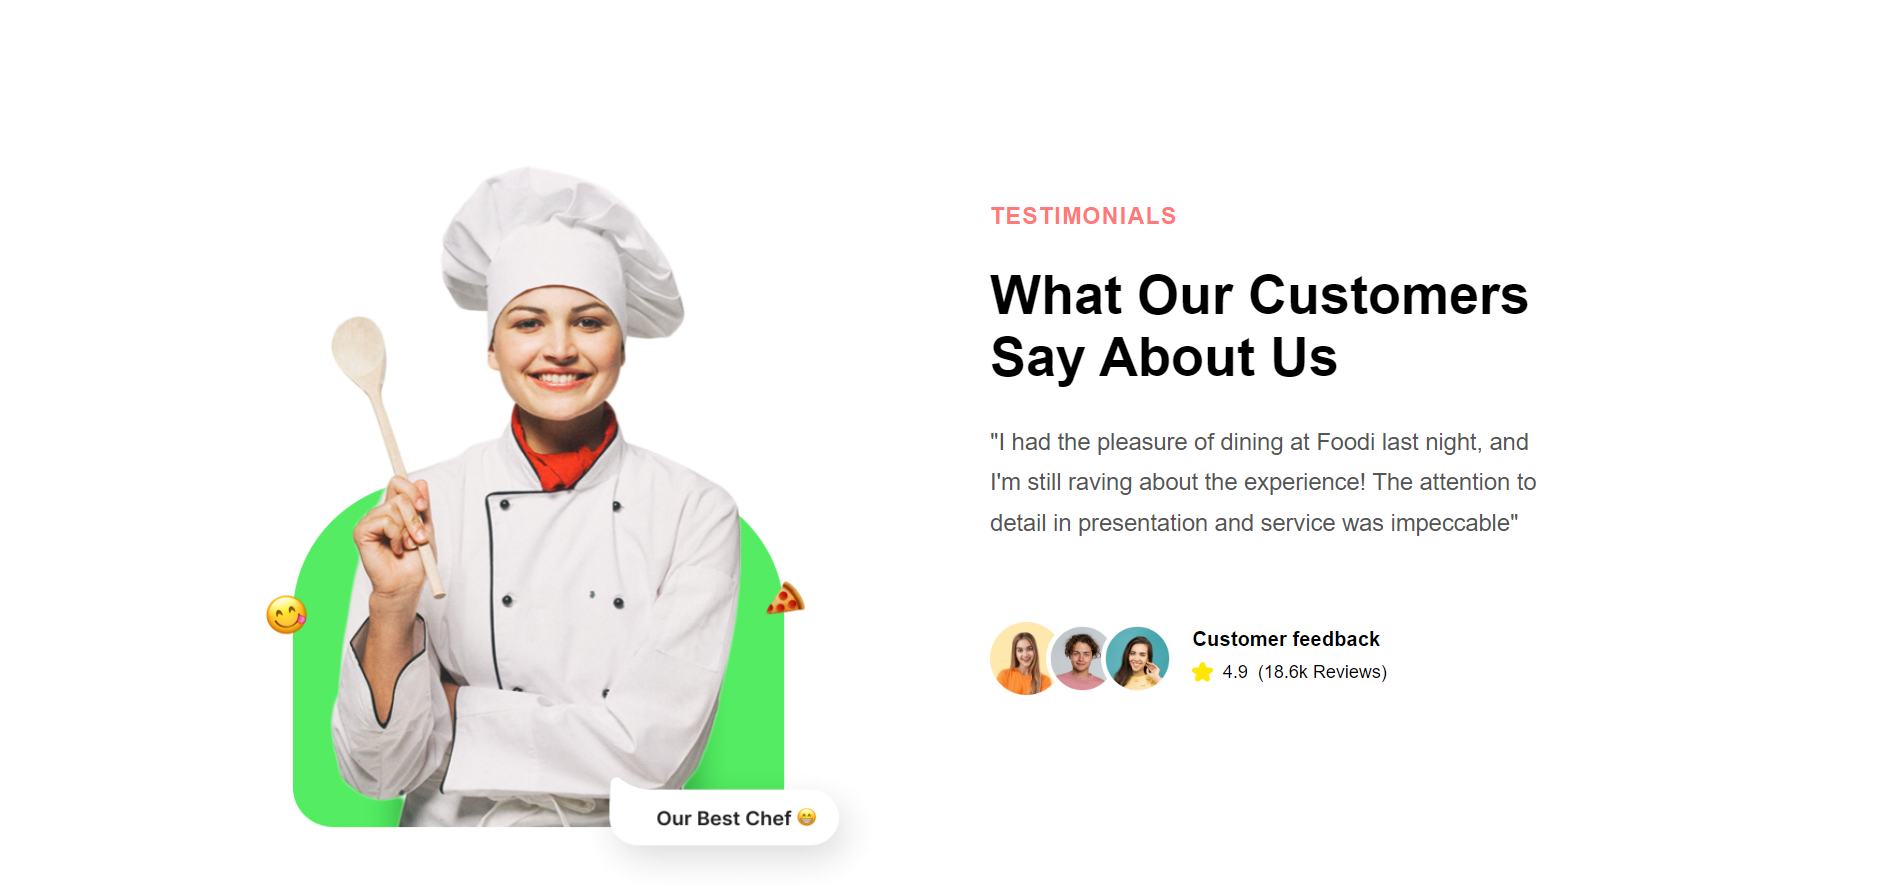 TESTIMONIALS
What Our Customers
Say About Us
"I had the pleasure of dining at Foodi last night, and
I'm still raving about the experience! The attention to
detail in presentation and service was impeccable"
Customer feedback
4.9 (18.6k Reviews)
Our Best Chef 😁